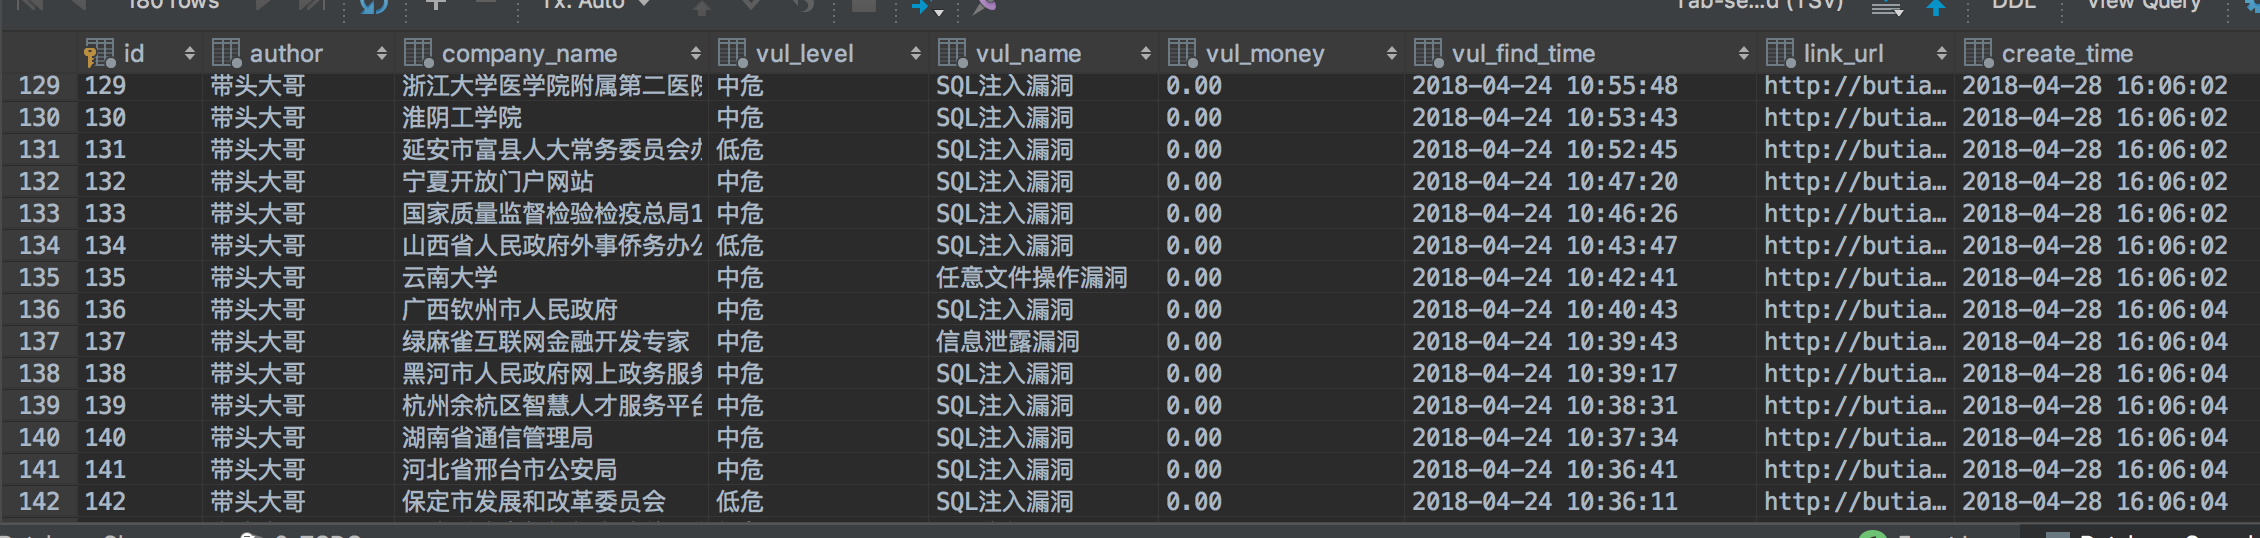 180 rows Tx: Auto Tab-se...d (TSV) DDL View Query
id author company_name vul_level vul_name vul_money vul_find_time link_url create_time
129 129 带头大哥 浙江大学医学院附属第二医院 中危 SQL注入漏洞 0.00 2018-04-24 10:55:48 http://butia… 2018-04-28 16:06:02
130 130 带头大哥 淮阴工学院 中危 SQL注入漏洞 0.00 2018-04-24 10:53:43 http://butia… 2018-04-28 16:06:02
131 131 带头大哥 延安市富县人大常务委员会办 低危 SQL注入漏洞 0.00 2018-04-24 10:52:45 http://butia… 2018-04-28 16:06:02
132 132 带头大哥 宁夏开放门户网站 中危 SQL注入漏洞 0.00 2018-04-24 10:47:20 http://butia… 2018-04-28 16:06:02
133 133 带头大哥 国家质量监督检验检疫总局1 中危 SQL注入漏洞 0.00 2018-04-24 10:46:26 http://butia… 2018-04-28 16:06:02
134 134 带头大哥 山西省人民政府外事侨务办公 低危 SQL注入漏洞 0.00 2018-04-24 10:43:47 http://butia… 2018-04-28 16:06:02
135 135 带头大哥 云南大学 中危 任意文件操作漏洞 0.00 2018-04-24 10:42:41 http://butia… 2018-04-28 16:06:02
136 136 带头大哥 广西钦州市人民政府 中危 SQL注入漏洞 0.00 2018-04-24 10:40:43 http://butia… 2018-04-28 16:06:04
137 137 带头大哥 绿麻雀互联网金融开发专家 中危 信息泄露漏洞 0.00 2018-04-24 10:39:43 http://butia… 2018-04-28 16:06:04
138 138 带头大哥 黑河市人民政府网上政务服务 中危 SQL注入漏洞 0.00 2018-04-24 10:39:17 http://butia… 2018-04-28 16:06:04
139 139 带头大哥 杭州余杭区智慧人才服务平台 中危 SQL注入漏洞 0.00 2018-04-24 10:38:31 http://butia… 2018-04-28 16:06:04
140 140 带头大哥 湖南省通信管理局 中危 SQL注入漏洞 0.00 2018-04-24 10:37:34 http://butia… 2018-04-28 16:06:04
141 141 带头大哥 河北省邢台市公安局 中危 SQL注入漏洞 0.00 2018-04-24 10:36:41 http://butia… 2018-04-28 16:06:04
142 142 带头大哥 保定市发展和改革委员会 低危 SQL注入漏洞 0.00 2018-04-24 10:36:11 http://butia… 2018-04-28 16:06:04